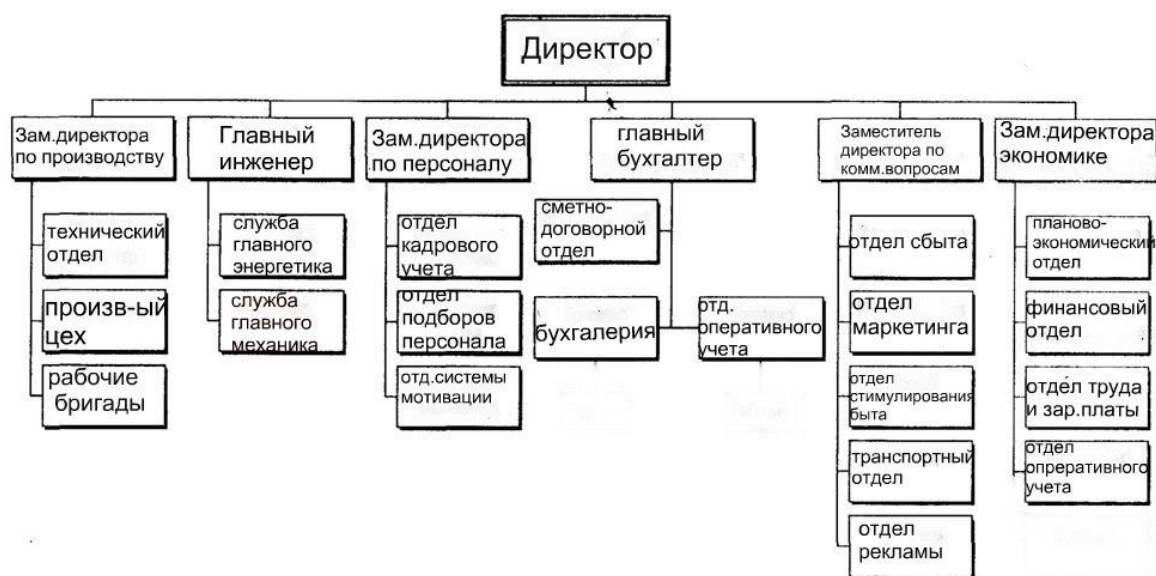 Директор
Зам.директора
по производству
Главный
инженер
Зам.директора
по персоналу
главный
бухгалтер
Заместитель
директора по
комм.вопросам
Зам.директора
экономике
технический
отдел
произв-ый
цех
рабочие
бригады
служба
главного
энергетика
служба
главного
механика
отдел
кадрового
учета
отдел
подборов
персонала
отд.системы
мотивации
сметно-
договорной
отдел
бухгалерия
отд.
оперативного
учета
отдел сбыта
отдел
маркетинга
отдел
стимулирования
быта
транспортный
отдел
отдел
рекламы
планово-
экономический
отдел
финансовый
отдел
отдел труда
и зар.платы
отдел
опреративного
учета